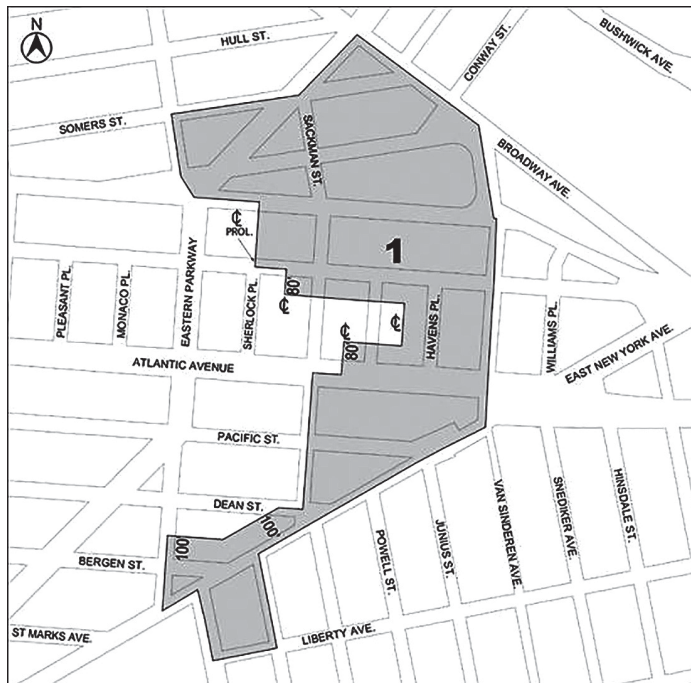 N
HULL ST.
CONWAY ST.
BUSHWICK AVE.
SOMERS ST.
SACKMAN ST.
BROADWAY AVE.
℄
PROL.
1
PLEASANT PL.
MONACO PL.
EASTERN PARKWAY
SHERLOCK PL.
80'
℄
℄
℄
80'
HAVENS PL.
WILLIAMS PL.
EAST NEW YORK AVE.
ATLANTIC AVENUE
PACIFIC ST.
DEAN ST.
100'
100'
BERGEN ST.
POWELL ST.
JUNIUS ST.
VAN SINDEREN AVE.
SNEDIKER AVE.
HINSDALE ST.
ST MARKS AVE.
LIBERTY AVE.